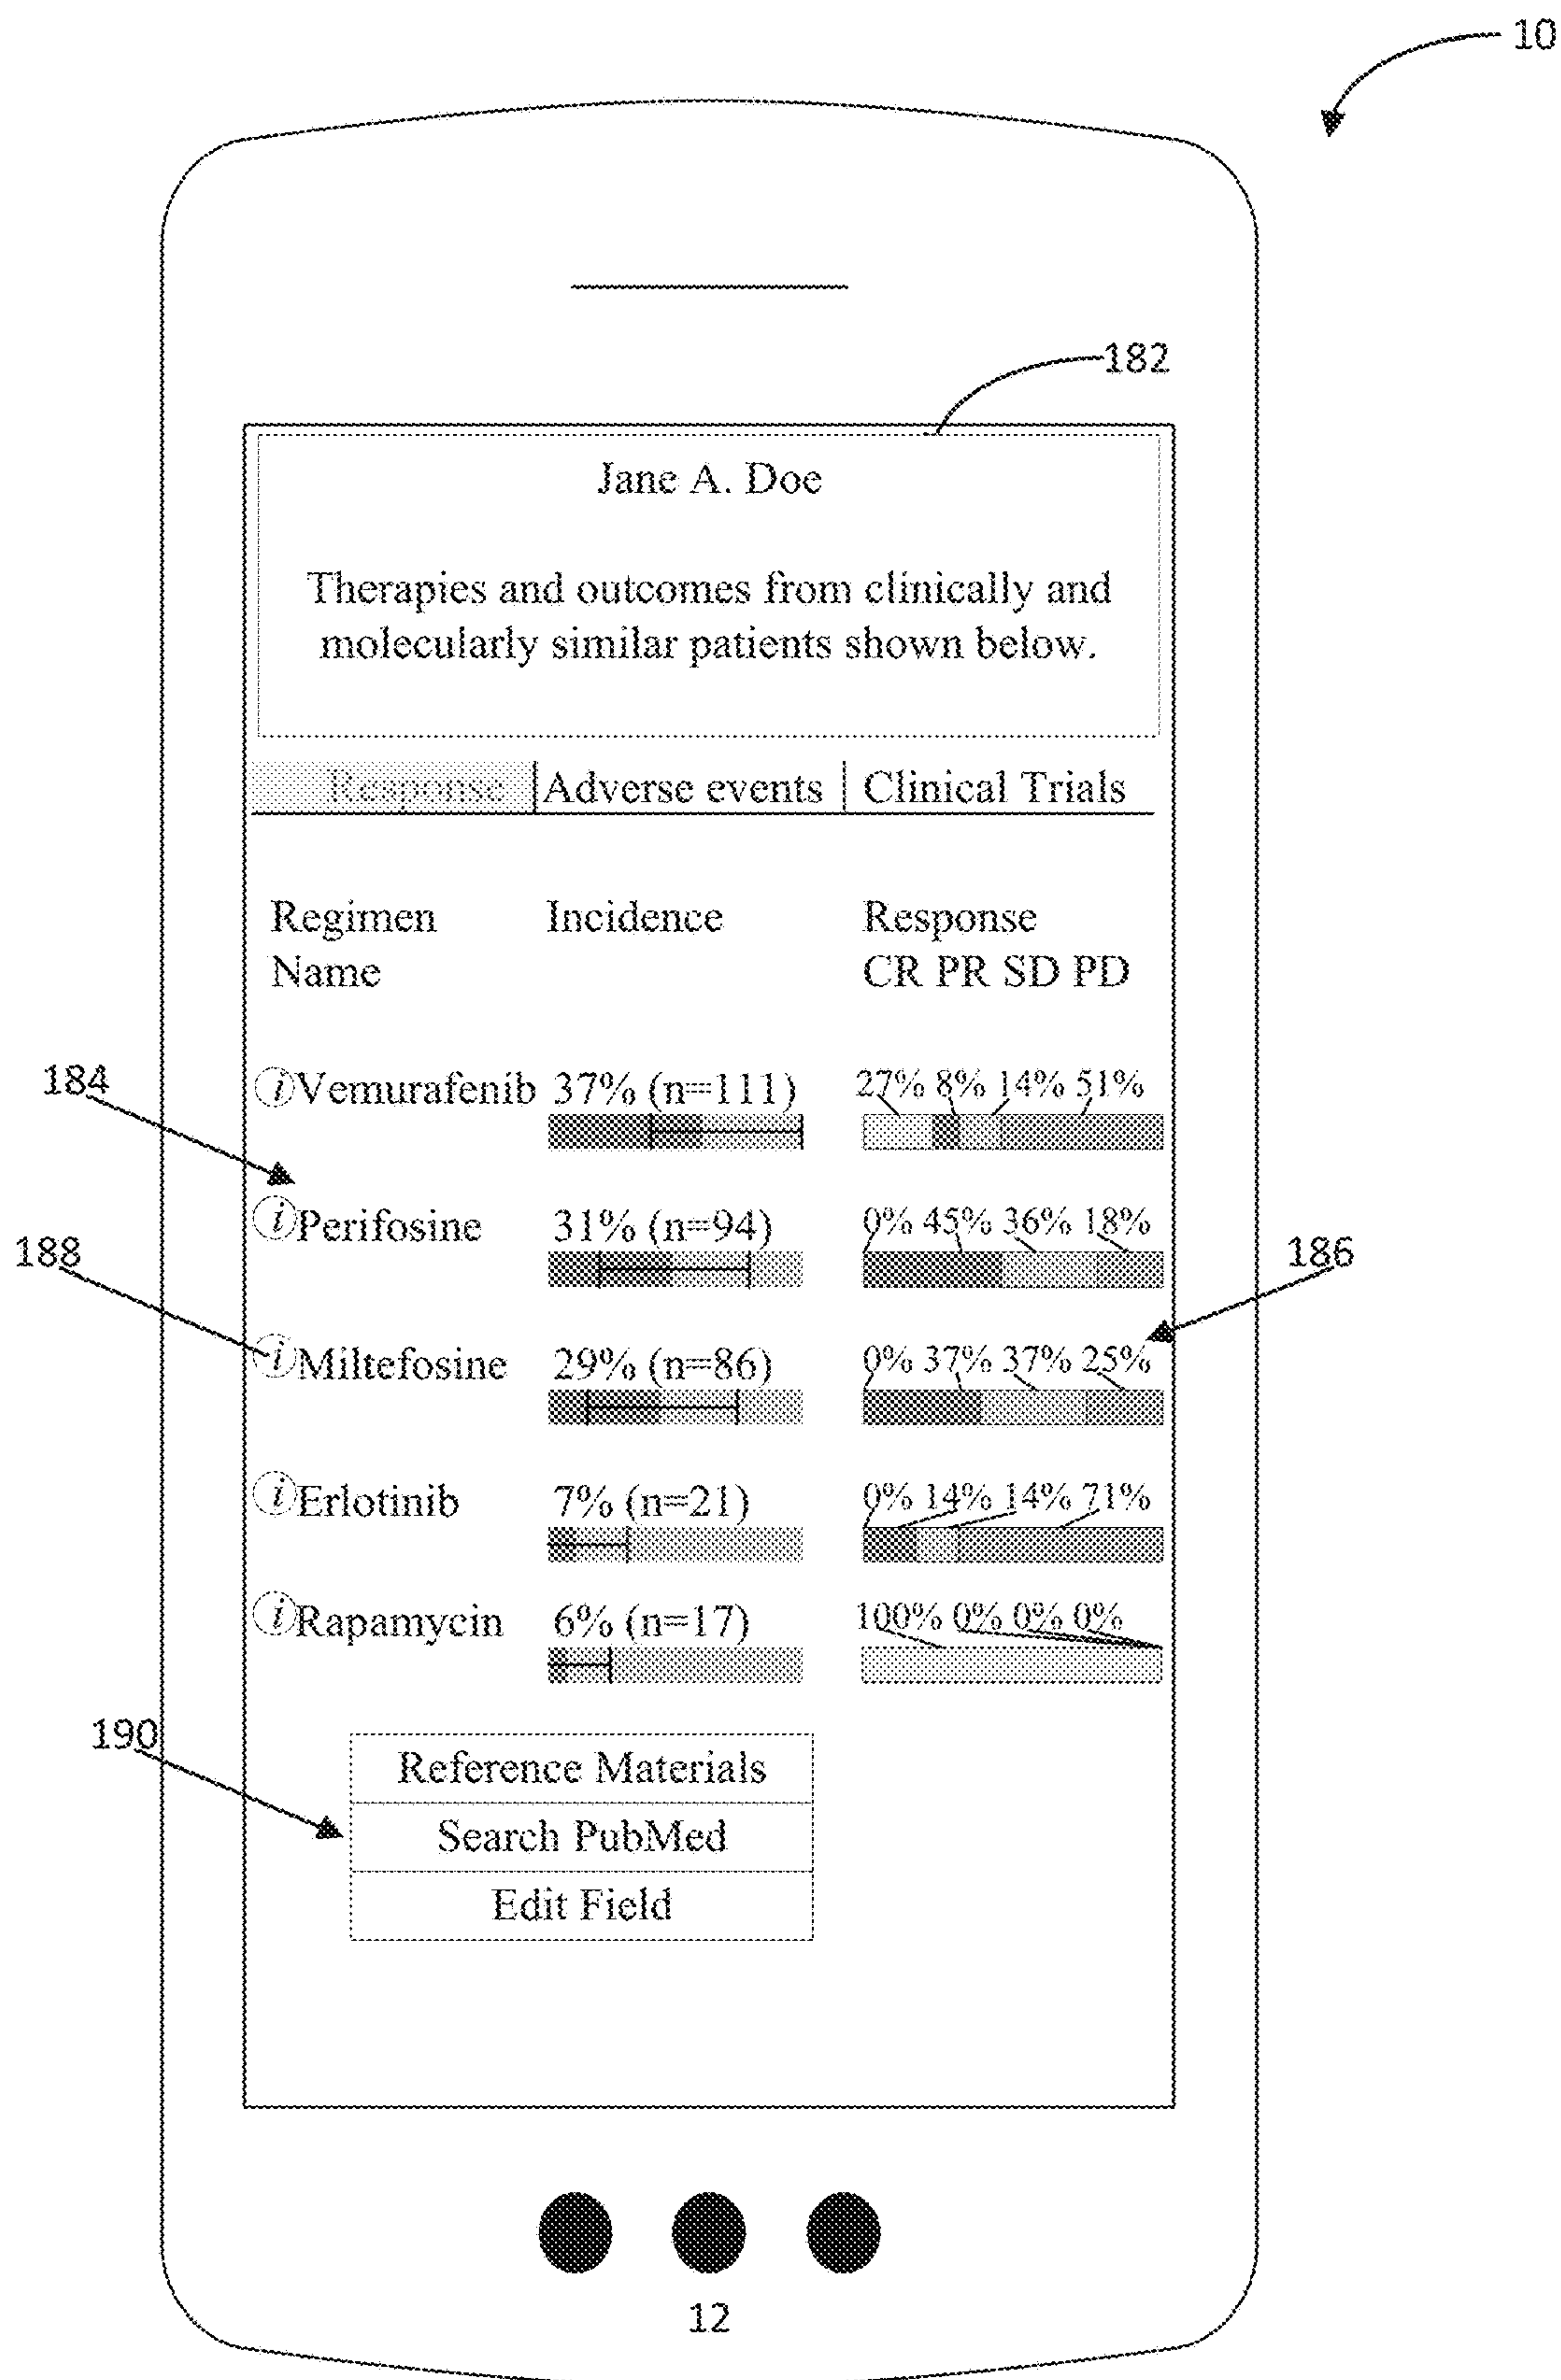 10
182
Jane A. Doe
Therapies and outcomes from clinically and
molecularly similar patients shown below.
Response Adverse events Clinical Trials
Regimen Incidence Response
Name CR PR SD PD
184
i Vemurafenib 37% (n=111) 27% 8% 14% 51%
i Perifosine 31% (n=94) 0% 45% 36% 18%
188
186
i Miltefosine 29% (n=86) 0% 37% 37% 25%
i Erlotinib 7% (n=21) 0% 14% 14% 71%
i Rapamycin 6% (n=17) 100% 0% 0% 0%
190
Reference Materials
Search PubMed
Edit Field
12